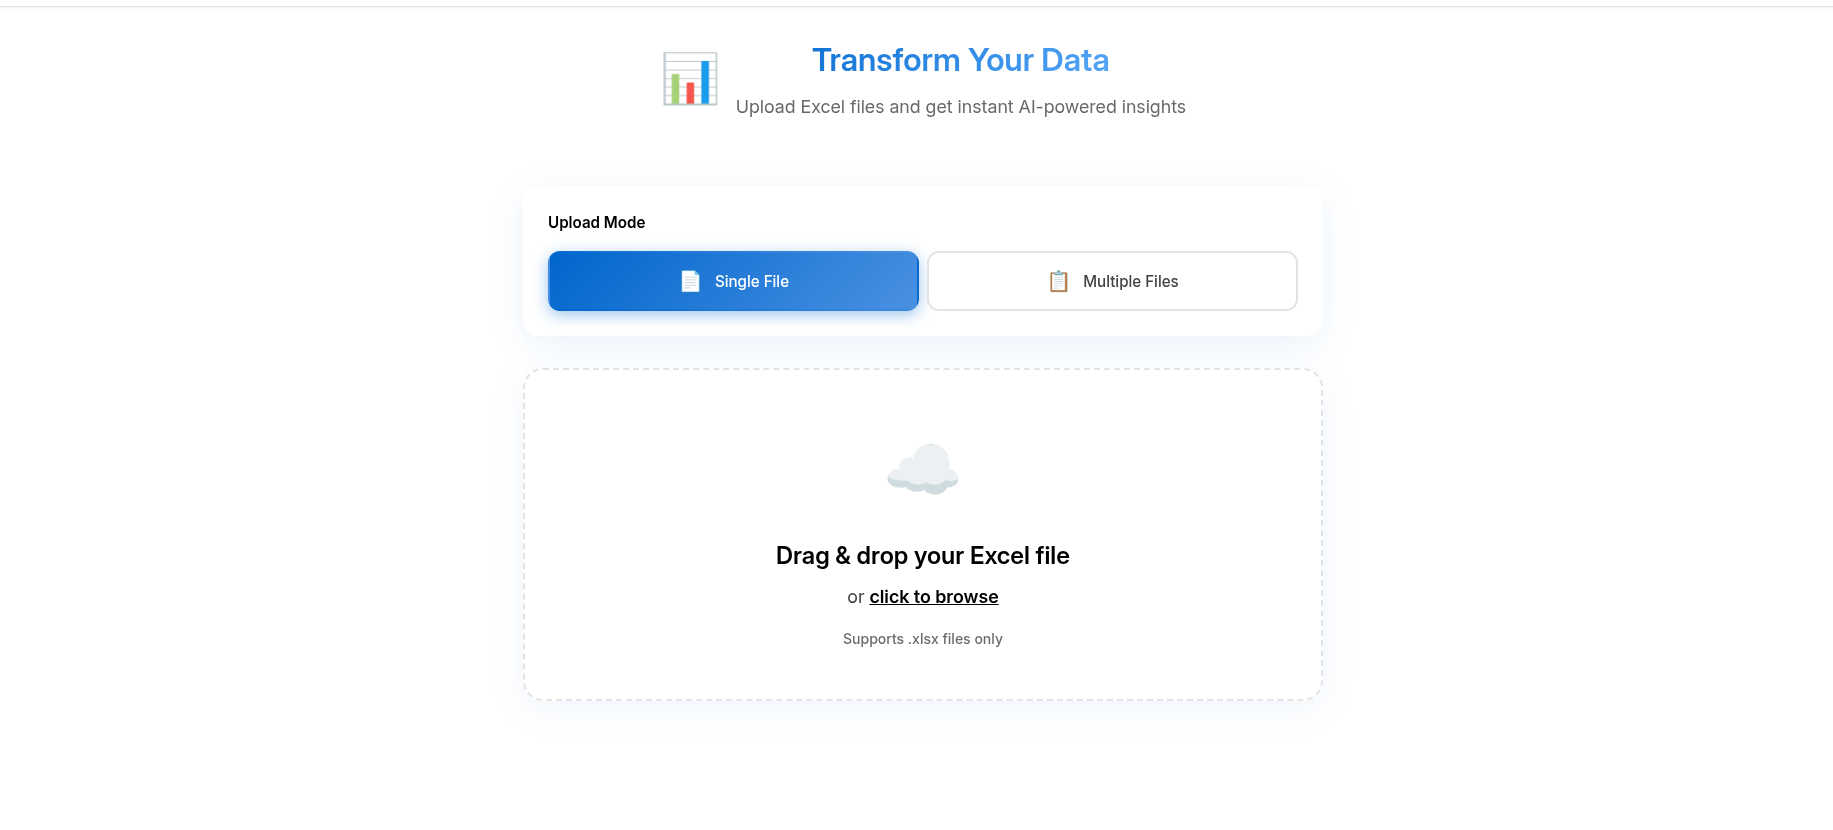 Transform Your Data
Upload Excel files and get instant AI-powered insights
Upload Mode
Single File
Multiple Files
Drag & drop your Excel file
or click to browse
Supports .xlsx files only